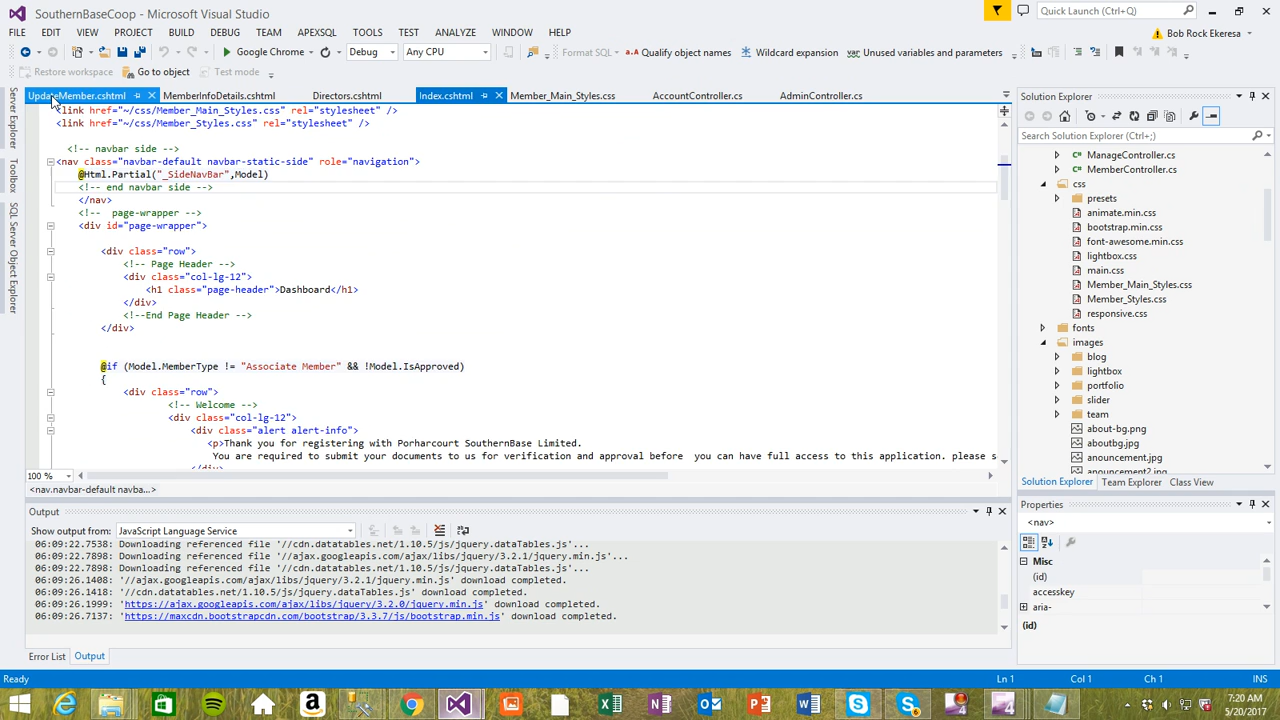 SouthernBaseCoop - Microsoft Visual Studio
Quick Launch (Ctrl+Q)
FILE EDIT VIEW PROJECT BUILD DEBUG TEAM APEXSQL TOOLS TEST ANALYZE WINDOW HELP
Bob Rock Ekeresa
Google Chrome Debug Any CPU Format SQL Qualify object names Wildcard expansion Unused variables and parameters
Restore workspace Go to object Test mode
Server Explorer
Toolbox
SQL Server Object Explorer
UpdateMember.cshtml MemberInfoDetails.cshtml Directors.cshtml Index.cshtml Member_Main_Styles.css AccountController.cs AdminController.cs
<link href="~/css/Member_Main_Styles.css" rel="stylesheet" />
<link href="~/css/Member_Styles.css" rel="stylesheet" />
<!-- navbar side -->
<nav class="navbar-default navbar-static-side" role="navigation">
@Html.Partial("_SideNavBar",Model)
<!-- end navbar side -->
</nav>
<!-- page-wrapper -->
<div id="page-wrapper">
<div class="row">
<!-- Page Header -->
<div class="col-lg-12">
<h1 class="page-header">Dashboard</h1>
</div>
<!--End Page Header -->
</div>
@if (Model.MemberType != "Associate Member" && !Model.IsApproved)
{
<div class="row">
<!-- Welcome -->
<div class="col-lg-12">
<div class="alert alert-info">
<p>Thank you for registering with Porharcourt SouthernBase Limited.
You are required to submit your documents to us for verification and approval before you can have full access to this application. please s
</div>
100 %
<nav.navbar-default navba...>
Output
Show output from: JavaScript Language Service
06:09:22.7538: Downloading referenced file '//cdn.datatables.net/1.10.5/js/jquery.dataTables.js'...
06:09:22.7898: Downloading referenced file '//ajax.googleapis.com/ajax/libs/jquery/3.2.1/jquery.min.js'...
06:09:22.7898: Downloading referenced file '//cdn.datatables.net/1.10.5/js/jquery.dataTables.js'...
06:09:26.1408: '//ajax.googleapis.com/ajax/libs/jquery/3.2.1/jquery.min.js' download completed.
06:09:26.1418: '//cdn.datatables.net/1.10.5/js/jquery.dataTables.js' download completed.
06:09:26.1999: 'https://ajax.googleapis.com/ajax/libs/jquery/3.2.0/jquery.min.js' download completed.
06:09:26.7137: 'https://maxcdn.bootstrapcdn.com/bootstrap/3.3.7/js/bootstrap.min.js' download completed.
Error List Output
Solution Explorer
Search Solution Explorer (Ctrl+;)
ManageController.cs
MemberController.cs
css
presets
animate.min.css
bootstrap.min.css
font-awesome.min.css
lightbox.css
main.css
Member_Main_Styles.css
Member_Styles.css
responsive.css
fonts
images
blog
lightbox
portfolio
slider
team
about-bg.png
aboutbg.jpg
anouncement.jpg
anouncement2.jpg
Solution Explorer Team Explorer Class View
Properties
<nav>
Misc
(id)
accesskey
aria-
(id)
Ready Ln 1 Col 1 Ch 1 INS
7:20 AM
5/20/2017